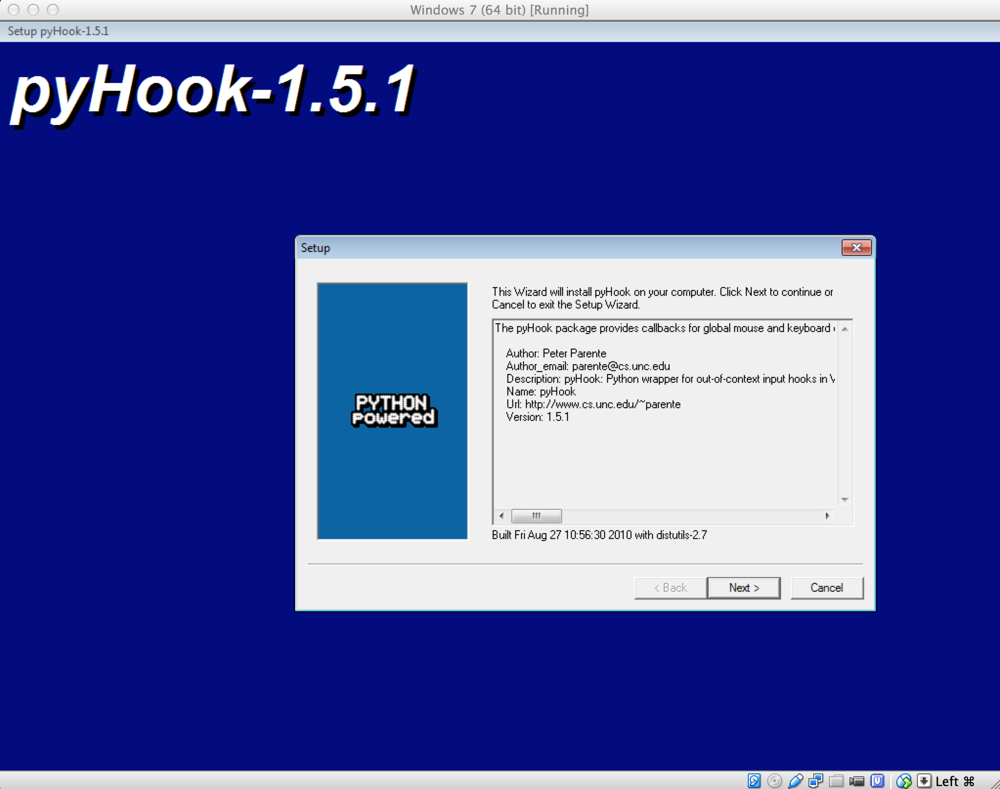 Windows 7 (64 bit) [Running]
Setup pyHook-1.5.1
pyHook-1.5.1
Setup
This Wizard will install pyHook on your computer. Click Next to continue or
Cancel to exit the Setup Wizard.
The pyHook package provides callbacks for global mouse and keyboard
Author: Peter Parente
Author_email: parente@cs.unc.edu
Description: pyHook: Python wrapper for out-of-context input hooks in
Name: pyHook
Url: http://www.cs.unc.edu/~parente
Version: 1.5.1
PYTHON
powered
Built Fri Aug 27 10:56:30 2010 with distutils-2.7
< Back
Next >
Cancel
Left ⌘